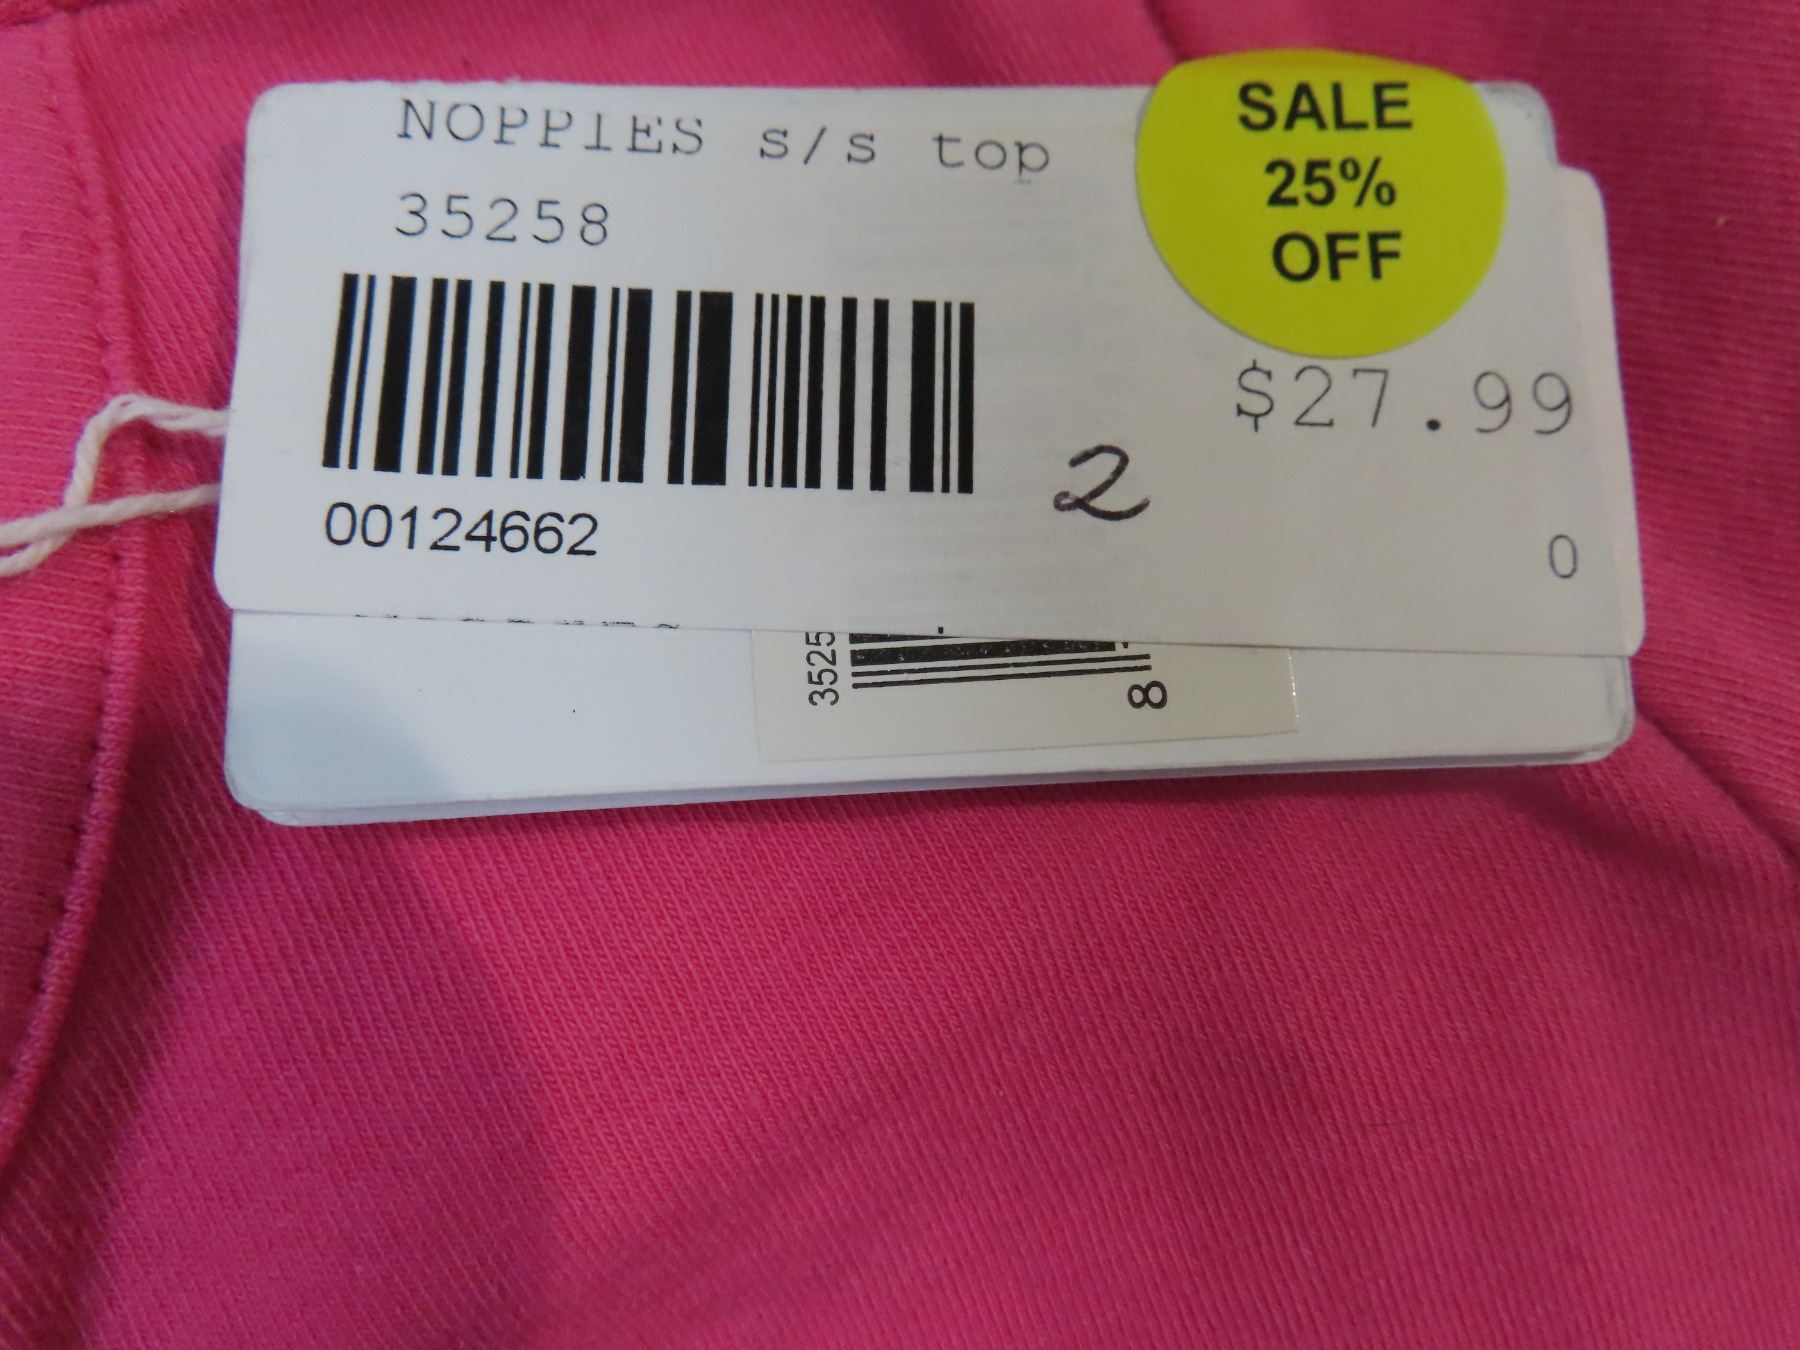 NOPPIES s/s top
35258
SALE
25%
OFF
$27.99
00124662
2
0
3525
8